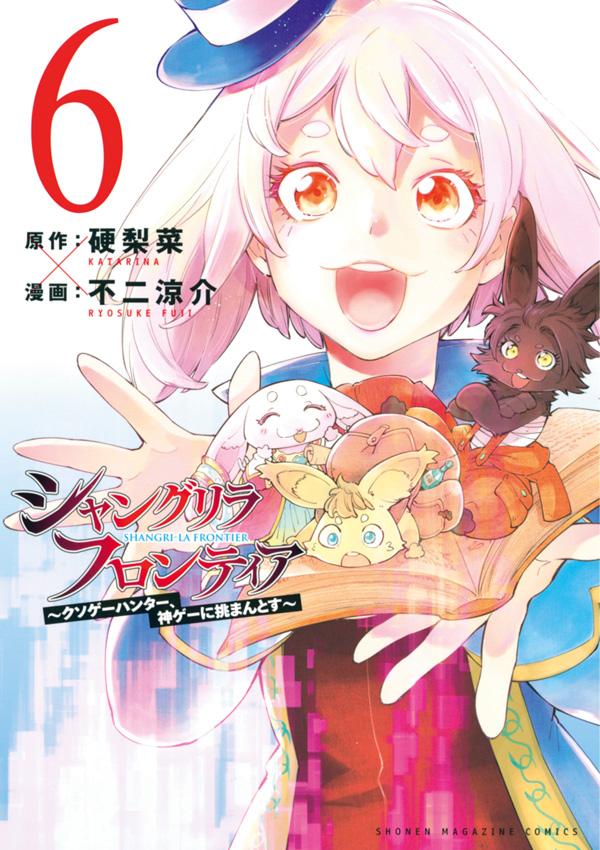 6
原作：硬梨菜
KATARINA
×
漫画：不二涼介
RYOSUKE FUJI
シャングリラ
SHANGRI-LA FRONTIER
フロンティア
～クソゲーハンター、
神ゲーに挑まんとす～
SHONEN MAGAZINE COMICS